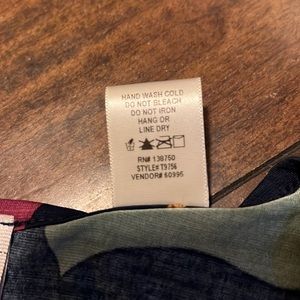 HAND WASH COLD
DO NOT BLEACH
DO NOT IRON
HANG OR
LINE DRY
RN# 138750
STYLE# T9756
VENDOR# 60995